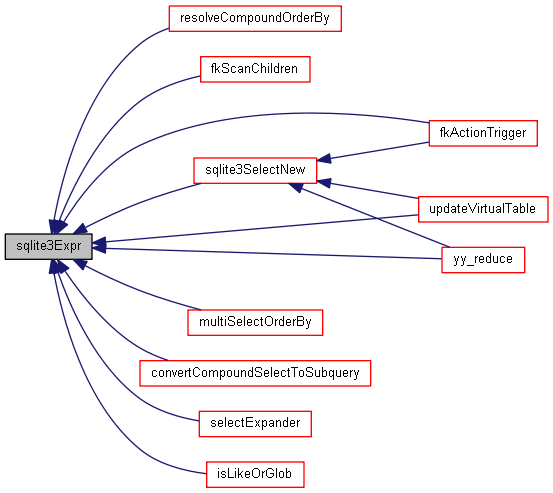 resolveCompoundOrderBy
fkScanChildren
fkActionTrigger
sqlite3SelectNew
updateVirtualTable
sqlite3Expr
yy_reduce
multiSelectOrderBy
convertCompoundSelectToSubquery
selectExpander
isLikeOrGlob